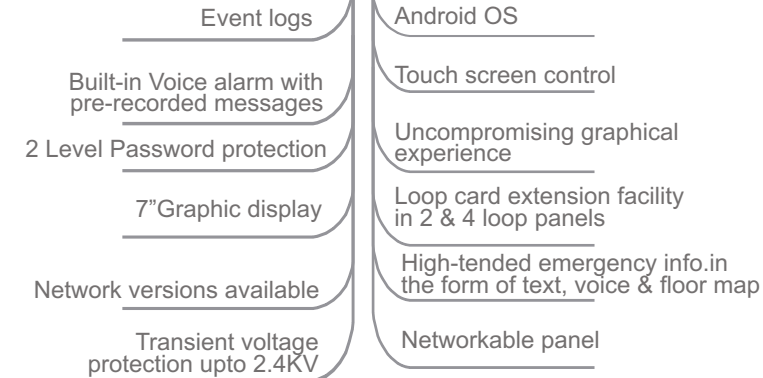 Event logs
Built-in Voice alarm with
pre-recorded messages
2 Level Password protection
7”Graphic display
Network versions available
Transient voltage
protection upto 2.4KV
Android OS
Touch screen control
Uncompromising graphical
experience
Loop card extension facility
in 2 & 4 loop panels
High-tended emergency info.in
the form of text, voice & floor map
Networkable panel